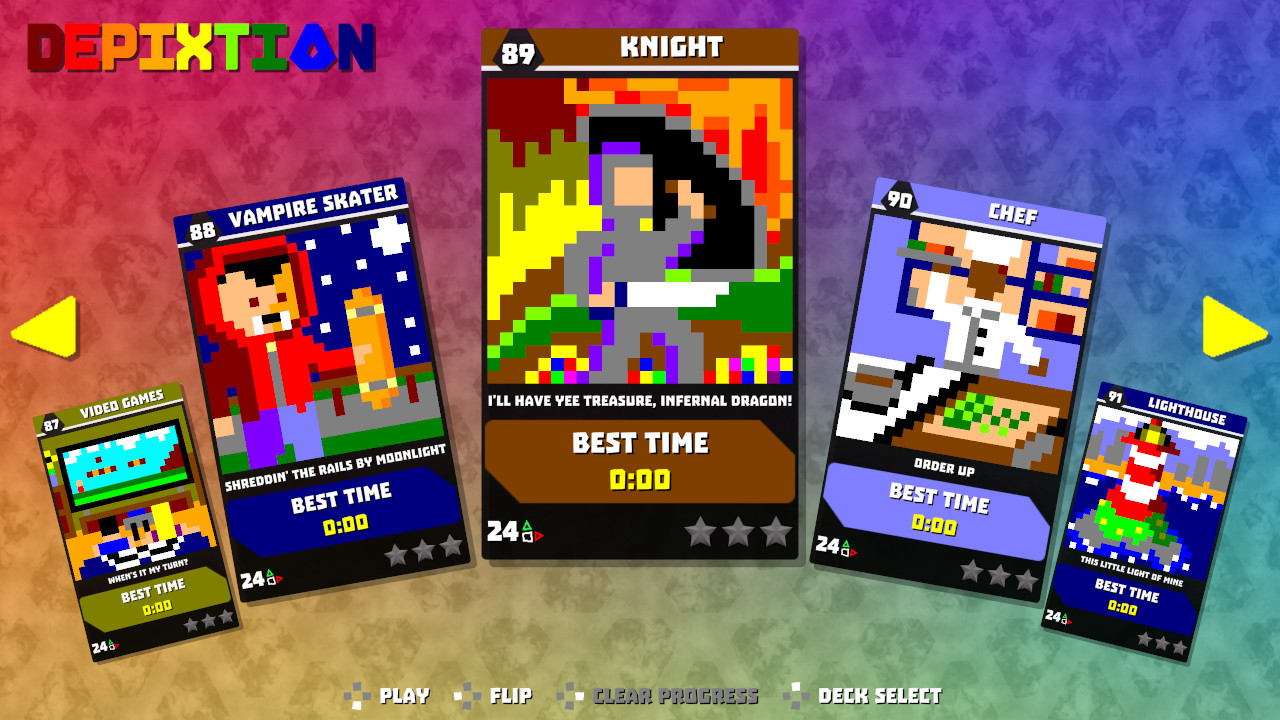 DEPIXTION
87
VIDEO GAMES
WHEN'S IT MY TURN?
BEST TIME
0:00
24
88
VAMPIRE SKATER
SHREDDIN' THE RAILS BY MOONLIGHT
BEST TIME
0:00
24
89
KNIGHT
I'LL HAVE YEE TREASURE, INFERNAL DRAGON!
BEST TIME
0:00
24
90
CHEF
ORDER UP
BEST TIME
0:00
24
91
LIGHTHOUSE
THIS LITTLE LIGHT OF MINE
BEST TIME
0:00
24
PLAY
FLIP
CLEAR PROGRESS
DECK SELECT